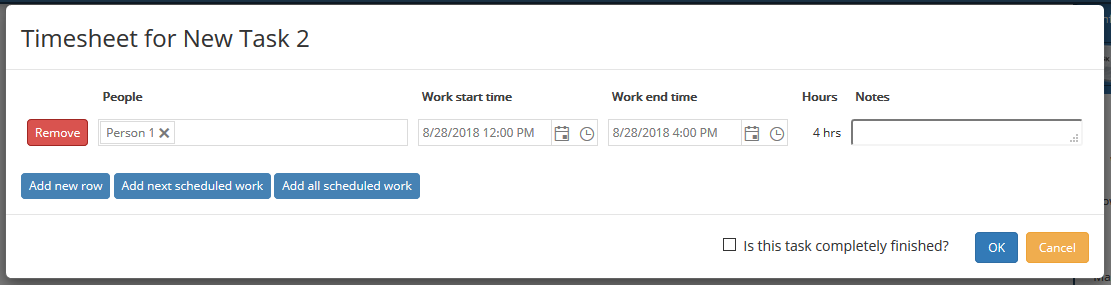 Timesheet for New Task 2
People Work start time Work end time Hours Notes
Remove Person 1 8/28/2018 12:00 PM 8/28/2018 4:00 PM 4 hrs
Add new row Add next scheduled work Add all scheduled work
Is this task completely finished? OK Cancel